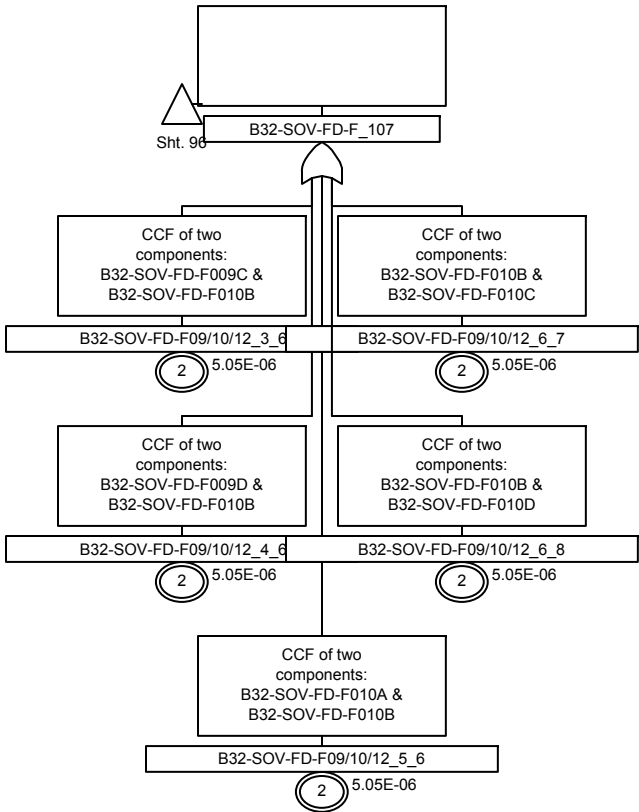 Sht. 96
B32-SOV-FD-F_107
CCF of two
components:
B32-SOV-FD-F009C &
B32-SOV-FD-F010B
CCF of two
components:
B32-SOV-FD-F010B &
B32-SOV-FD-F010C
B32-SOV-FD-F09/10/12_3_6
B32-SOV-FD-F09/10/12_6_7
2
5.05E-06
2
5.05E-06
CCF of two
components:
B32-SOV-FD-F009D &
B32-SOV-FD-F010B
CCF of two
components:
B32-SOV-FD-F010B &
B32-SOV-FD-F010D
B32-SOV-FD-F09/10/12_4_6
B32-SOV-FD-F09/10/12_6_8
2
5.05E-06
2
5.05E-06
CCF of two
components:
B32-SOV-FD-F010A &
B32-SOV-FD-F010B
B32-SOV-FD-F09/10/12_5_6
2
5.05E-06